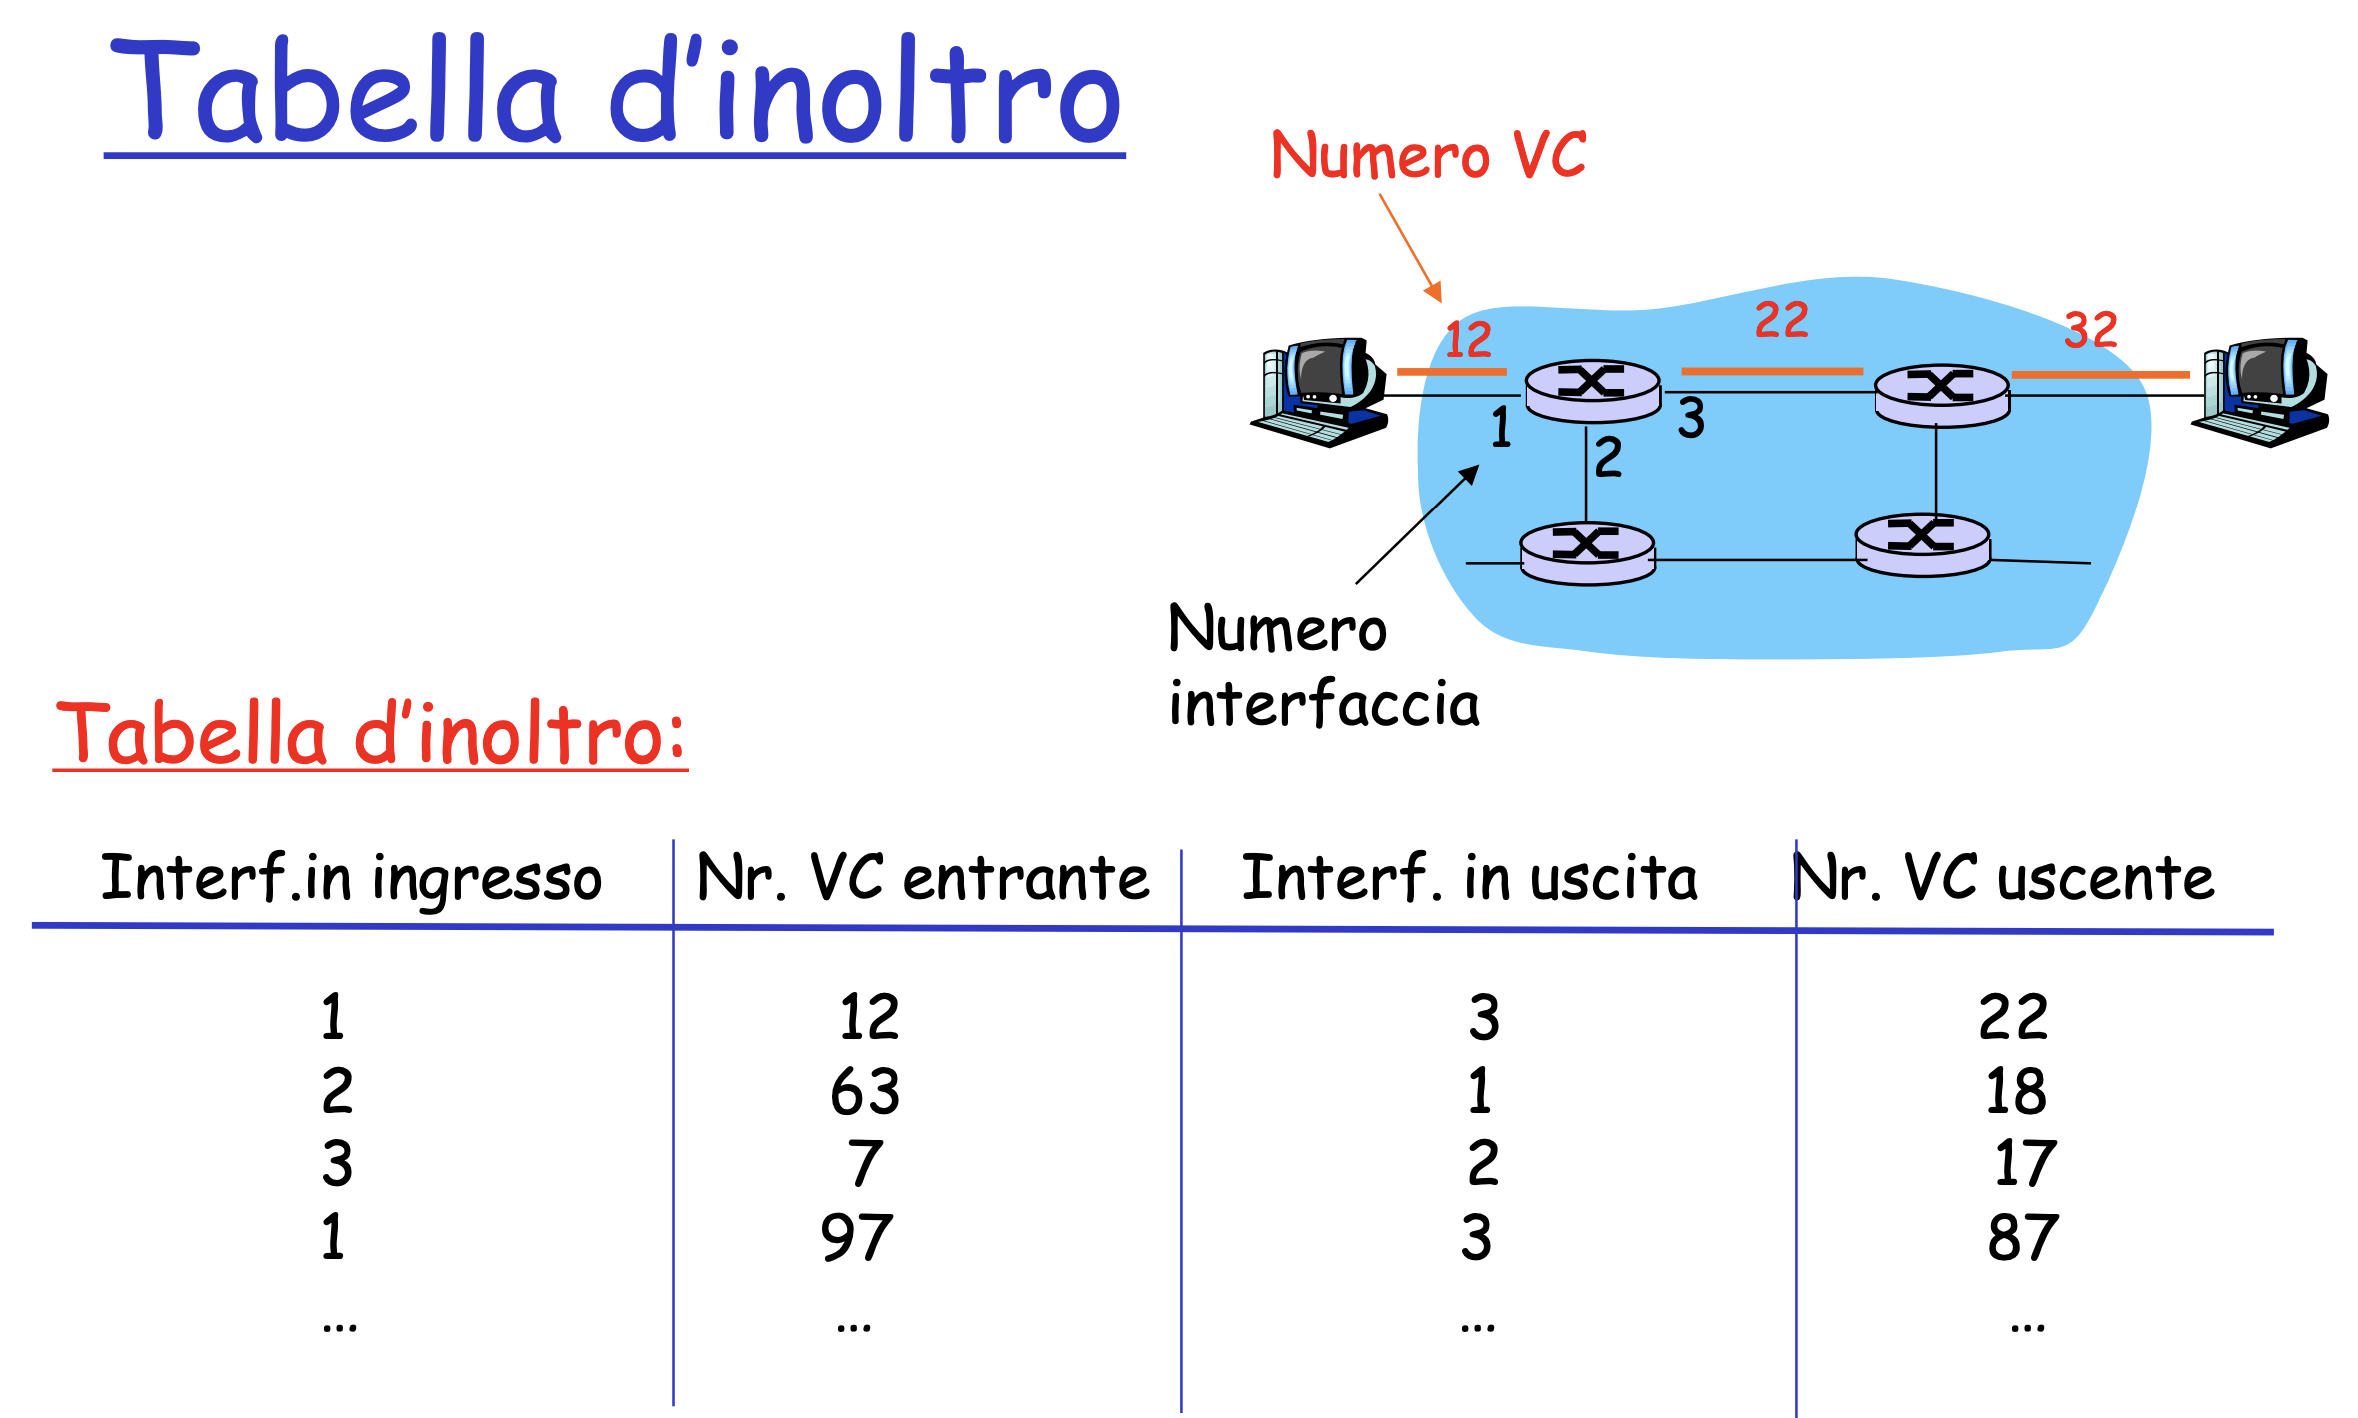 Tabella d'inoltro
Numero VC
12
22
32
1
3
2
Numero
interfaccia
Tabella d'inoltro:
Interf.in ingresso Nr. VC entrante Interf. in uscita Nr. VC uscente
1 12 3 22
2 63 1 18
3 7 2 17
1 97 3 87
... ... ... ...